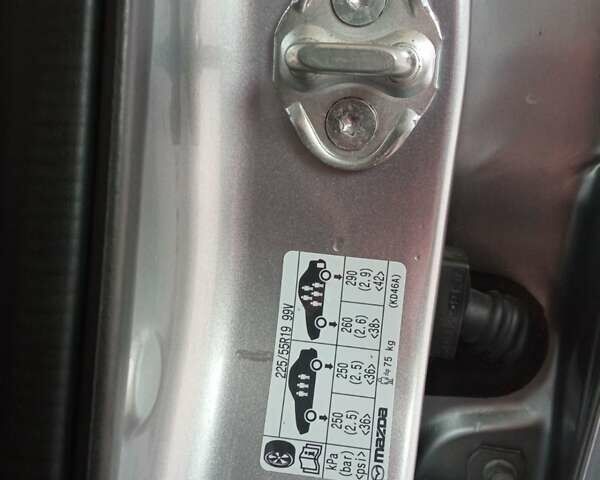 225/55R19 99V
kPa 250 250 260 290
(bar) (2,5) (2,5) (2,6) (2,9)
<psi> <36> <36> <38> <42>
mazda ≒75 kg (KD46A)